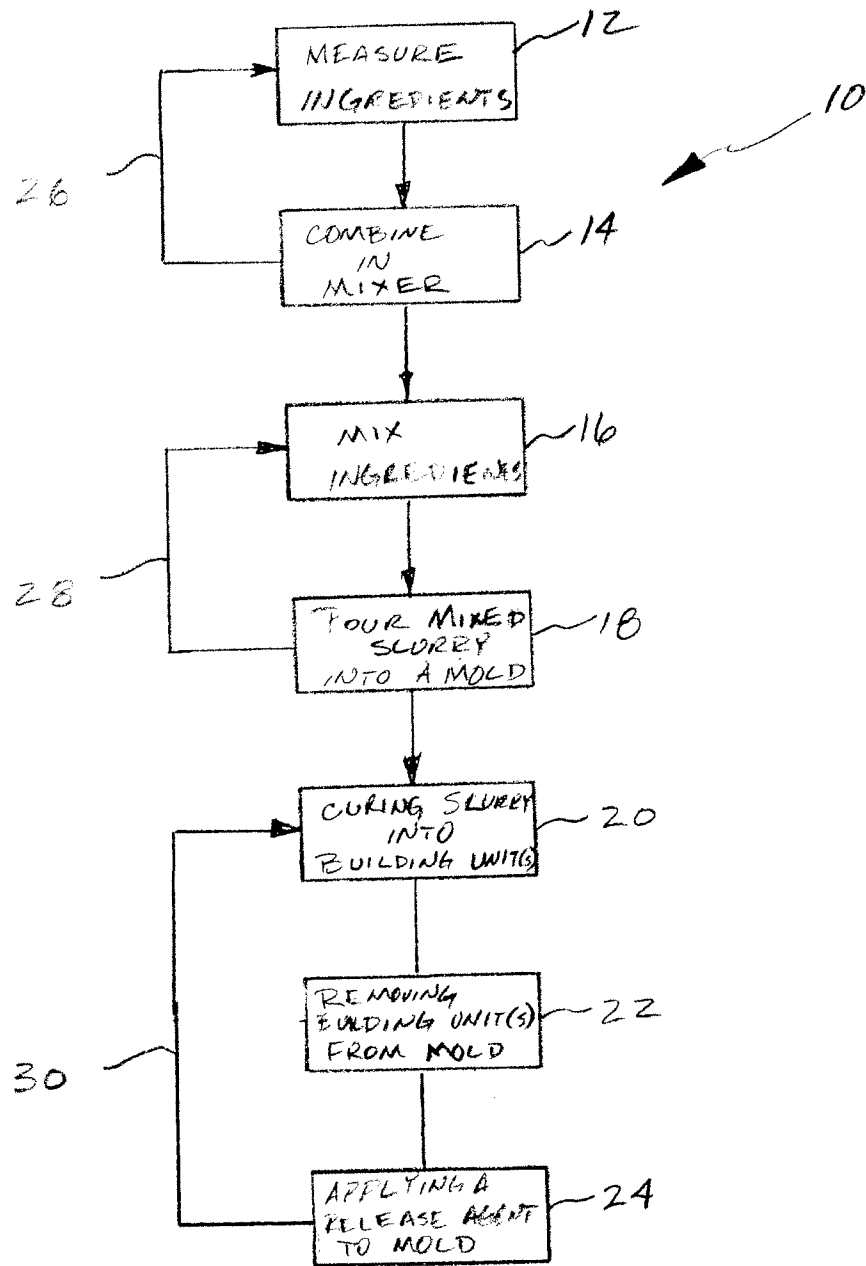 12
MEASURE
INGREDIENTS
10
26
14
COMBINE
IN
MIXER
16
MIX
INGREDIENTS
28
18
POUR MIXED
SLURRY
INTO A MOLD
20
CURING SLURRY
INTO
BUILDING UNIT(S)
22
REMOVING
BUILDING UNIT(S)
FROM MOLD
30
24
APPLYING A
RELEASE AGENT
TO MOLD